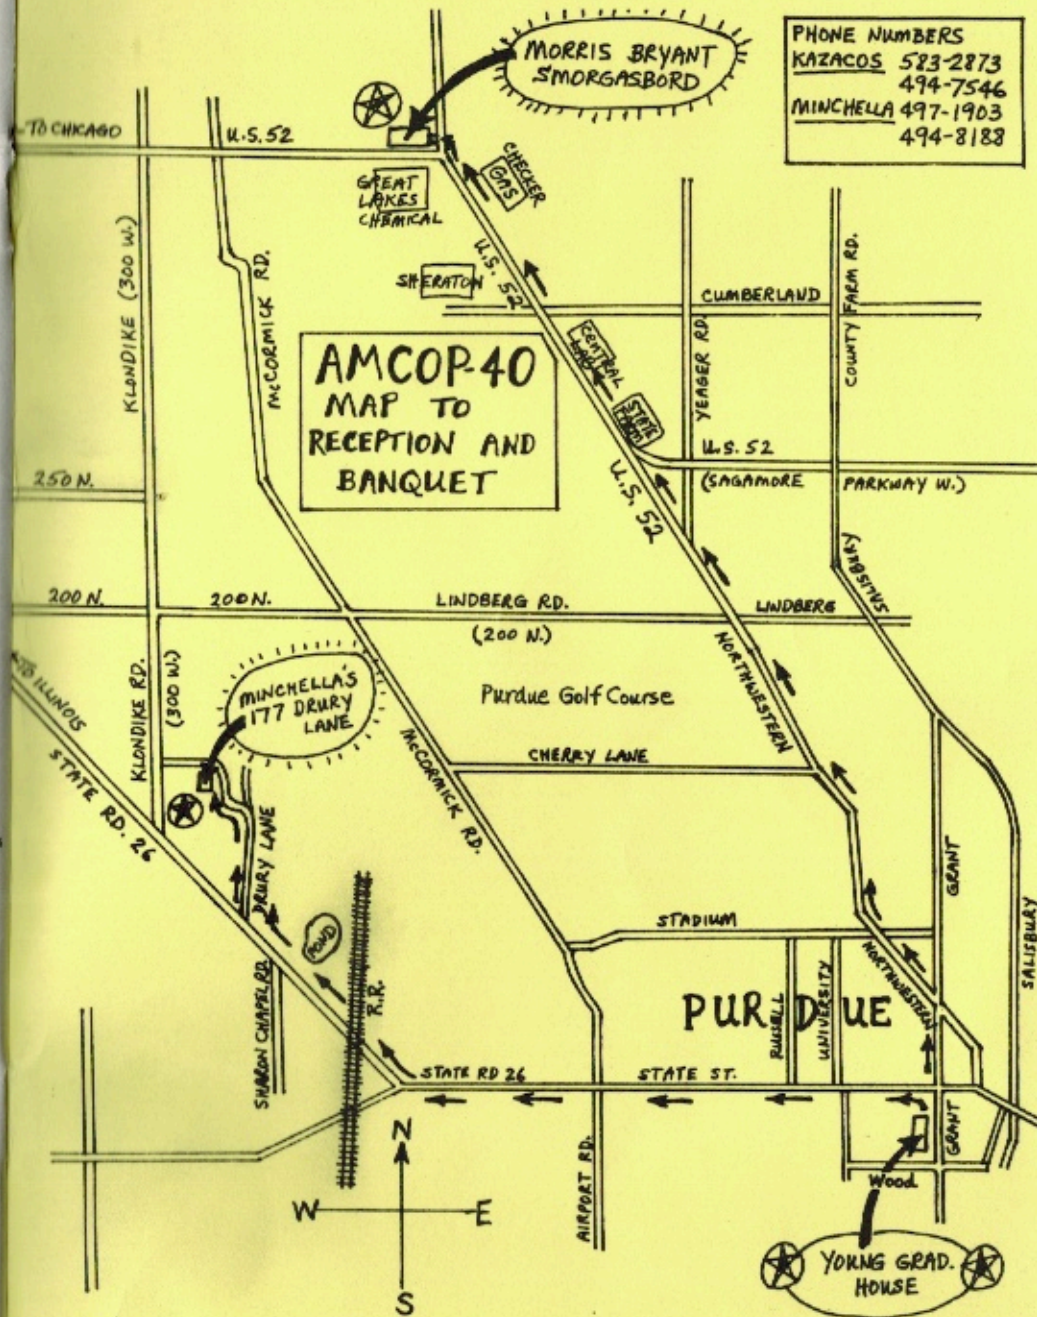 MORRIS BRYANT
SMORGASBORD
PHONE NUMBERS
KAZACOS 583-2873
494-7546
MINCHELLA 497-1903
494-8188
TO CHICAGO
U.S. 52
CHECKER
GAS
GREAT
LAKES
CHEMICAL
KLONDIKE (300 W.)
McCORMICK RD.
SHERATON
U.S. 52
CUMBERLAND
COUNTY FARM RD.
YEAGER RD.
AMCOP-40
MAP TO
RECEPTION AND
BANQUET
CENTRAL
STATE
FARM
U.S. 52
(SAGAMORE PARKWAY W.)
250 N.
U.S. 52
SALISBURY
200 N.
200 N.
LINDBERG RD.
(200 N.)
LINDBERG
NORTHWESTERN
TO ILLINOIS
KLONDIKE RD.
(300 W.)
MINCHELLA'S
177 DRURY
LANE
Purdue Golf Course
McCORMICK RD.
CHERRY LANE
STATE RD. 26
DRURY LANE
GRANT
POND
STADIUM
SALISBURY
NORTHWESTERN
R.R.
PURDUE
RUSSELL
UNIVERSITY
SHARON CHAPEL RD.
STATE RD 26
STATE ST.
N
W E
S
AIRPORT RD.
GRANT
Wood
YOUNG GRAD.
HOUSE